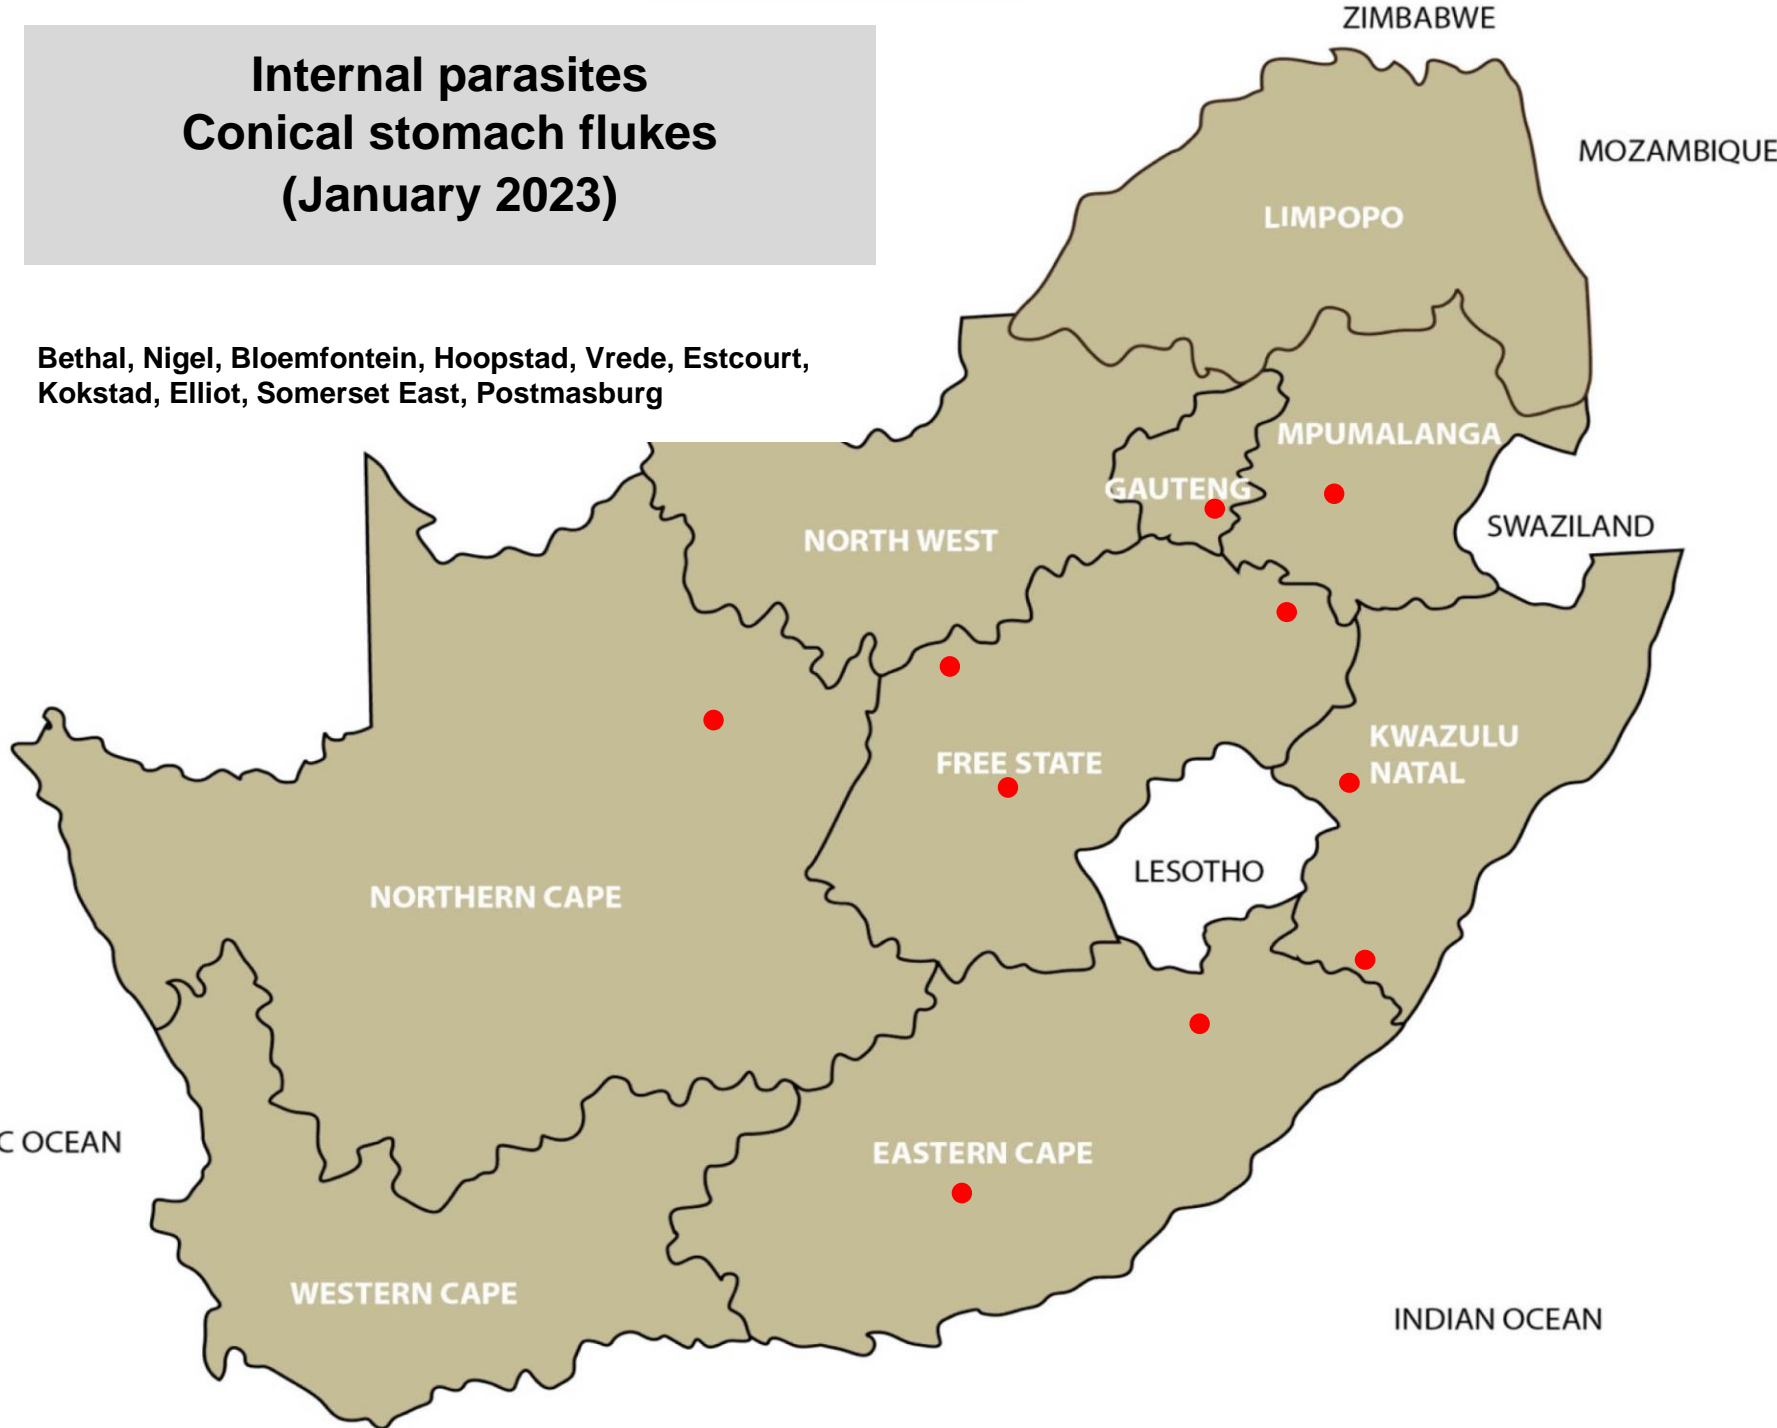 Internal parasites
Conical stomach flukes
(January 2023)
Bethal, Nigel, Bloemfontein, Hoopstad, Vrede, Estcourt,
Kokstad, Elliot, Somerset East, Postmasburg
ZIMBABWE
MOZAMBIQUE
LIMPOPO
MPUMALANGA
GAUTENG
SWAZILAND
NORTH WEST
KWAZULU
NATAL
FREE STATE
LESOTHO
NORTHERN CAPE
C OCEAN
EASTERN CAPE
WESTERN CAPE
INDIAN OCEAN